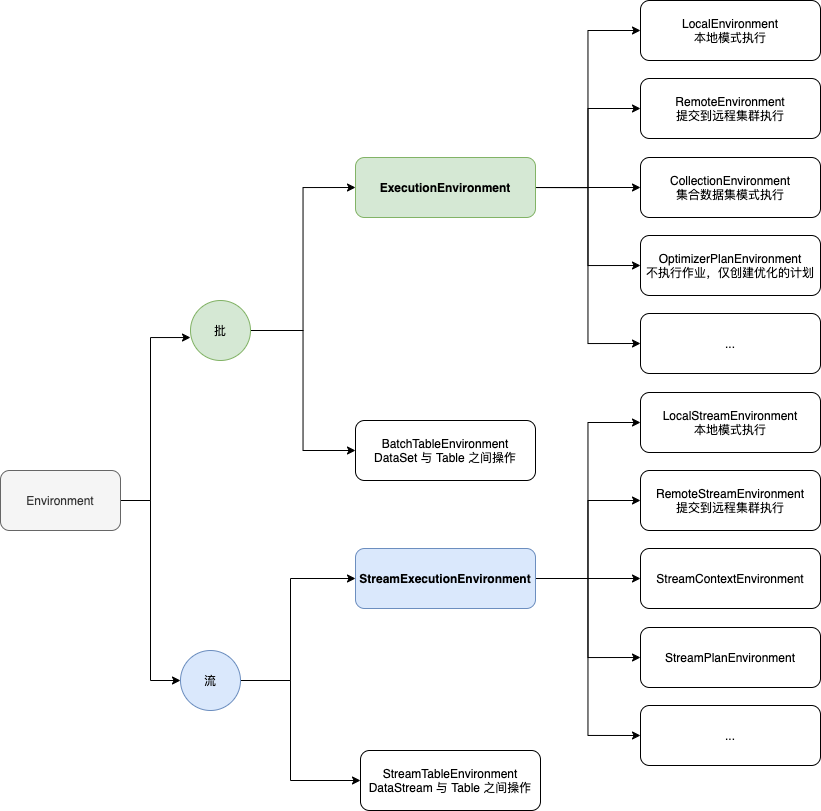 LocalEnvironment
本地模式执行
RemoteEnvironment
提交到远程集群执行
ExecutionEnvironment
CollectionEnvironment
集合数据集模式执行
OptimizerPlanEnvironment
不执行作业，仅创建优化的计划
批
...
LocalStreamEnvironment
本地模式执行
BatchTableEnvironment
DataSet 与 Table 之间操作
Environment
RemoteStreamEnvironment
提交到远程集群执行
StreamExecutionEnvironment
StreamContextEnvironment
StreamPlanEnvironment
流
...
StreamTableEnvironment
DataStream 与 Table 之间操作